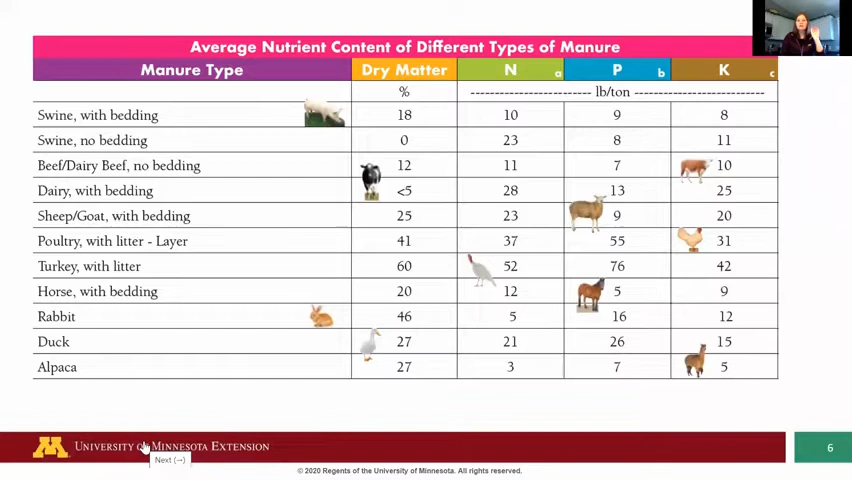 Average Nutrient Content of Different Types of Manure
Manure Type Dry Matter N a P b K c
% ------------------------- lb/ton ---------------------------
Swine, with bedding 18 10 9 8
Swine, no bedding 0 23 8 11
Beef/Dairy Beef, no bedding 12 11 7 10
Dairy, with bedding <5 28 13 25
Sheep/Goat, with bedding 25 23 9 20
Poultry, with litter - Layer 41 37 55 31
Turkey, with litter 60 52 76 42
Horse, with bedding 20 12 5 9
Rabbit 46 5 16 12
Duck 27 21 26 15
Alpaca 27 3 7 5
M University of Minnesota Extension 6
Next (→)
© 2020 Regents of the University of Minnesota. All rights reserved.